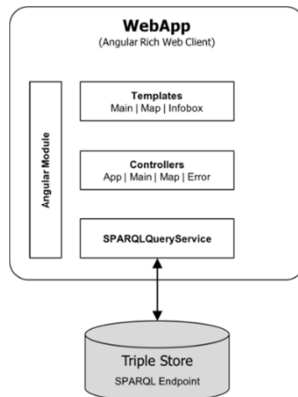 WebApp
(Angular Rich Web Client)
Angular Module
Templates
Main | Map | Infobox
Controllers
App | Main | Map | Error
SPARQLQueryService
Triple Store
SPARQL Endpoint